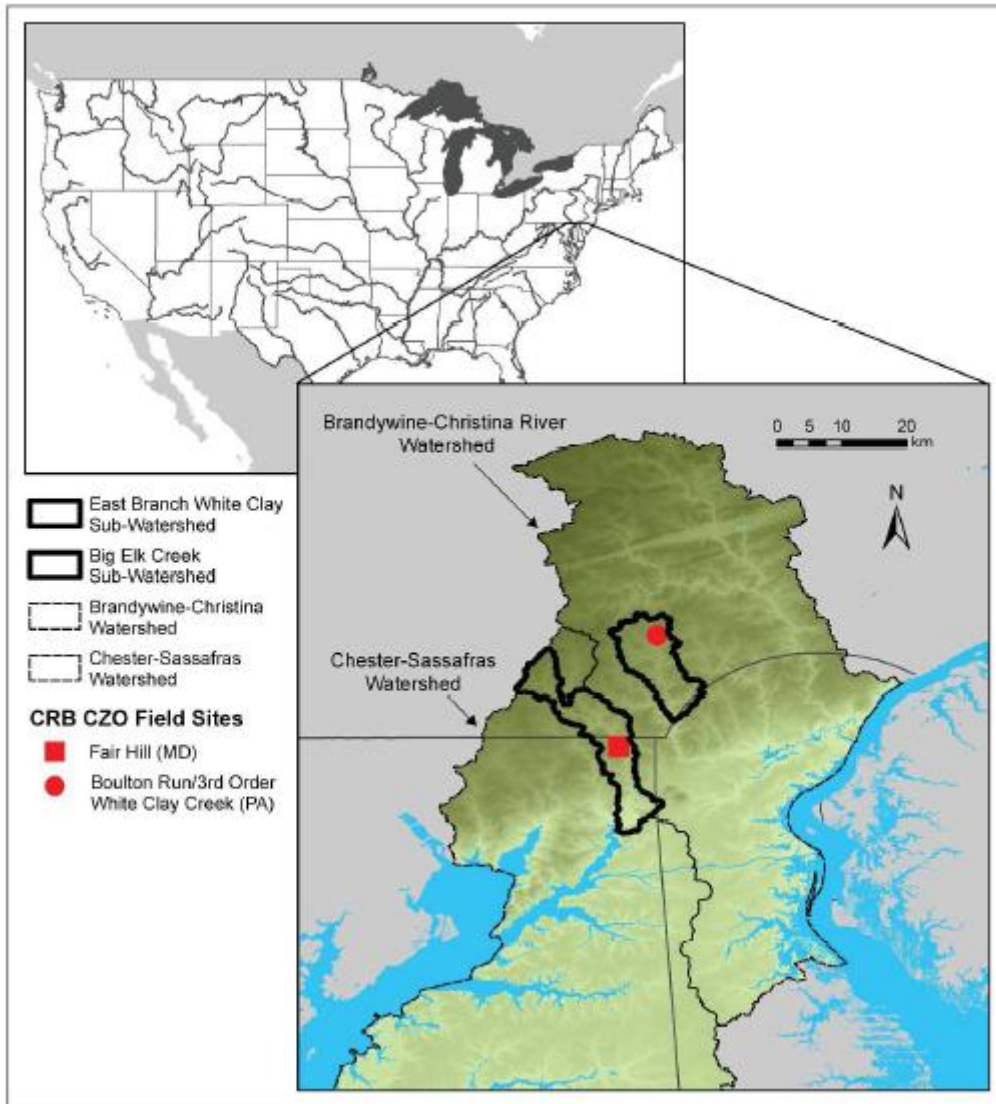 Brandywine-Christina River
Watershed
0 5 10 20
km
N
Chester-Sassafras
Watershed
East Branch White Clay
Sub-Watershed
Big Elk Creek
Sub-Watershed
Brandywine-Christina
Watershed
Chester-Sassafras
Watershed
CRB CZO Field Sites
Fair Hill (MD)
Boulton Run/3rd Order
White Clay Creek (PA)